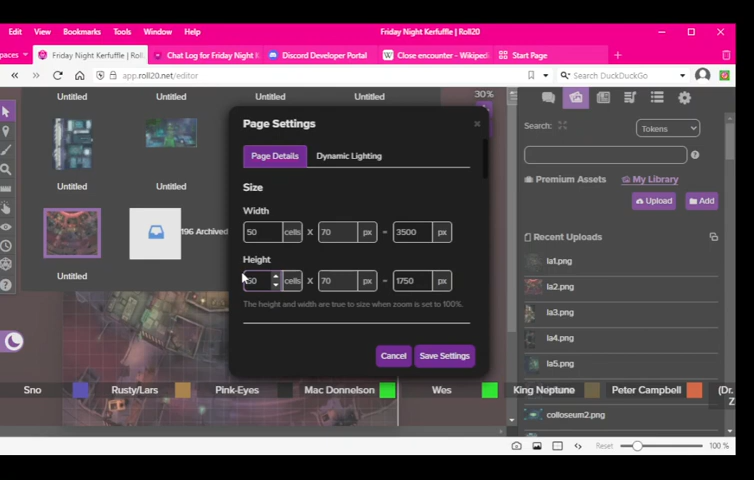 Edit View Bookmarks Tools Window Help
Friday Night Kerfuffle | Roll20
Friday Night Kerfuffle | Roll
Chat Log for Friday Night K
Discord Developer Portal
Close encounter - Wikiped
Start Page
app.roll20.net/editor
Search DuckDuckGo
Untitled Untitled Untitled Untitled
30%
Page Settings
Search:
Tokens
Page Details Dynamic Lighting
Premium Assets My Library
Untitled Untitled
Size
Upload Add
Width
50 cells X 70 px = 3500 px
196 Archived
Recent Uploads
Height
la1.png
cells X 70 px = 1750 px
Untitled
la2.png
The height and width are true to size when zoom is set to 100%.
la3.png
la4.png
Cancel Save Settings
la5.png
Sno Rusty/Lars Pink-Eyes Mac Donnelson Wes King Neptune Peter Campbell (Dr.
Z
colloseum2.png
Reset 100 %